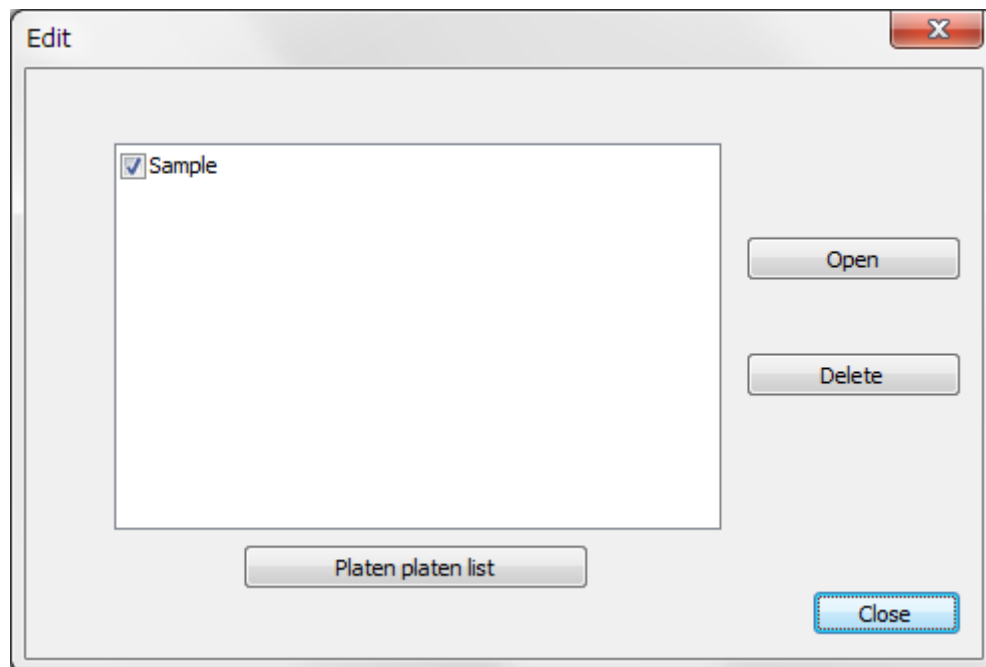 Edit
Sample
Open
Delete
Platen platen list
Close